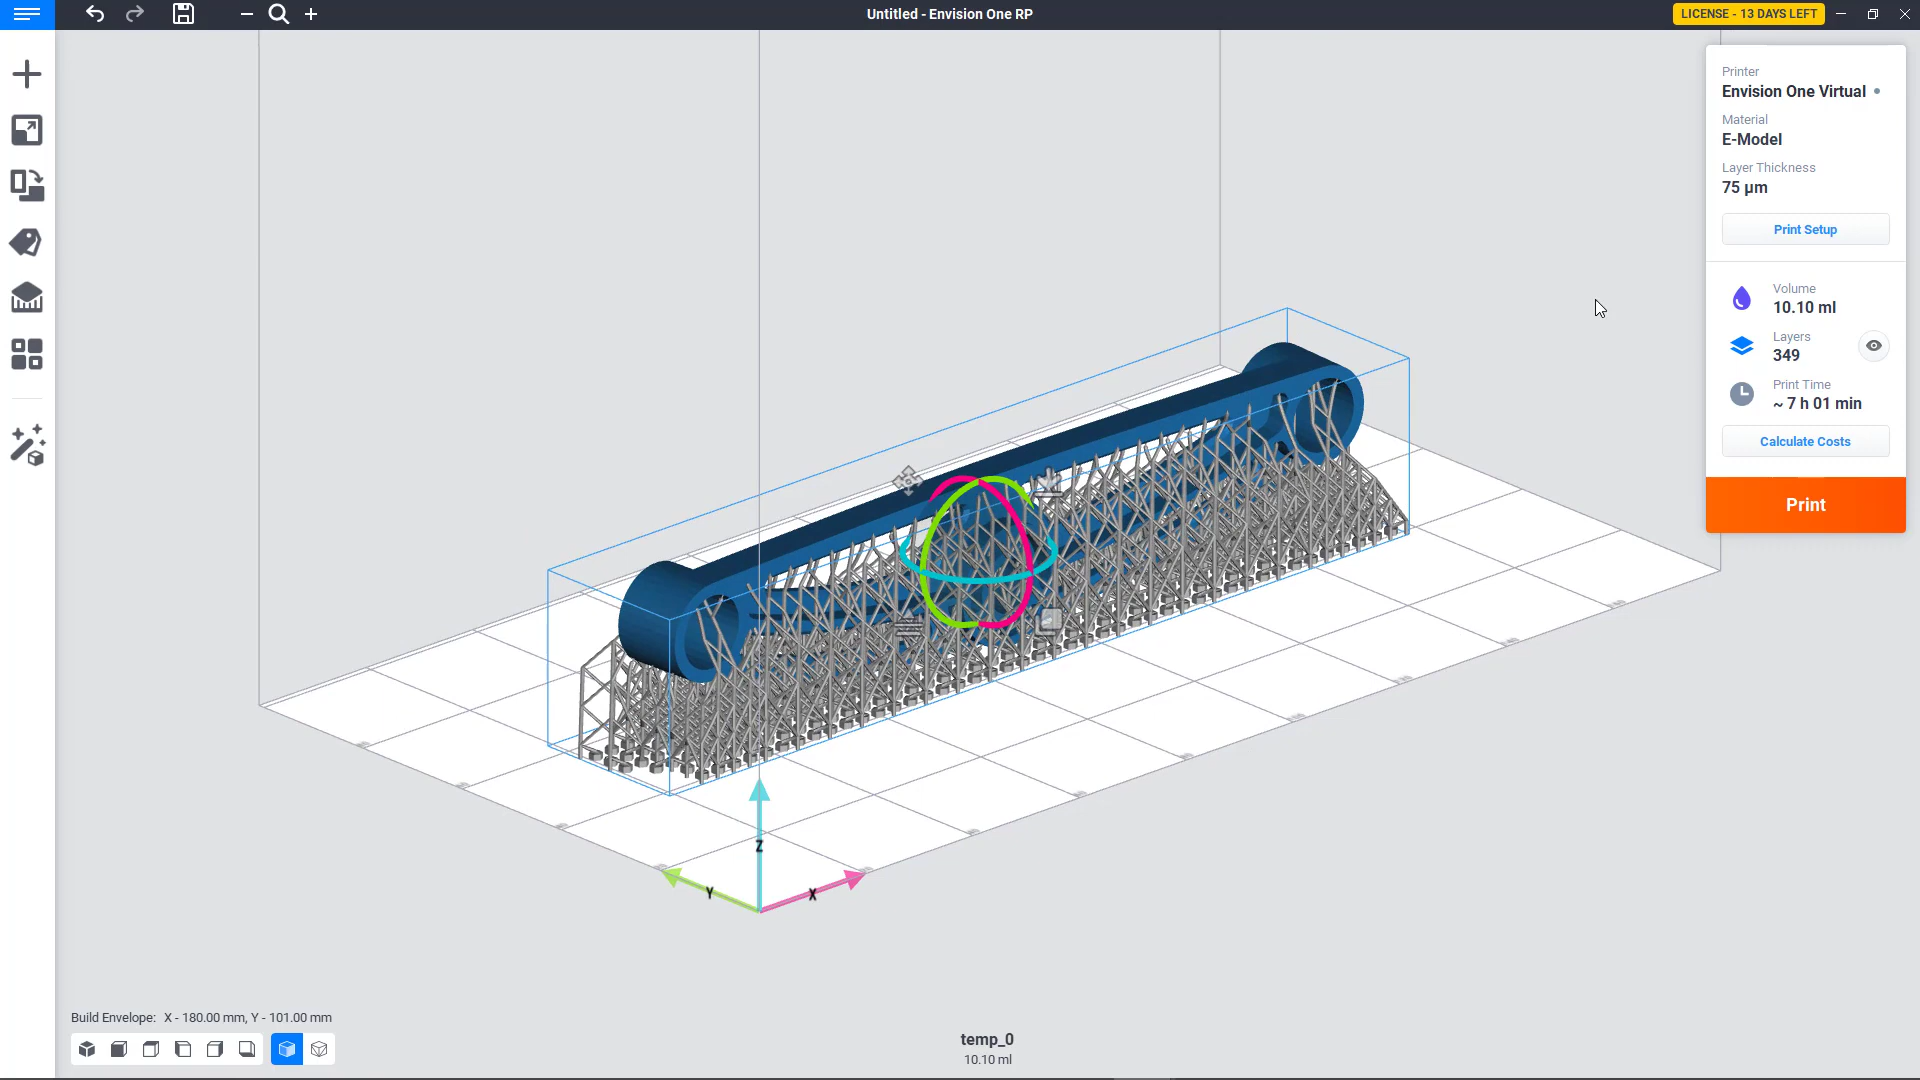 Untitled - Envision One RP
LICENSE - 13 DAYS LEFT
Printer
Envision One Virtual
Material
E-Model
Layer Thickness
75 µm
Print Setup
Volume
10.10 ml
Layers
349
Print Time
~ 7 h 01 min
Calculate Costs
Print
Z
Y
X
Build Envelope: X - 180.00 mm, Y - 101.00 mm
temp_0
10.10 ml